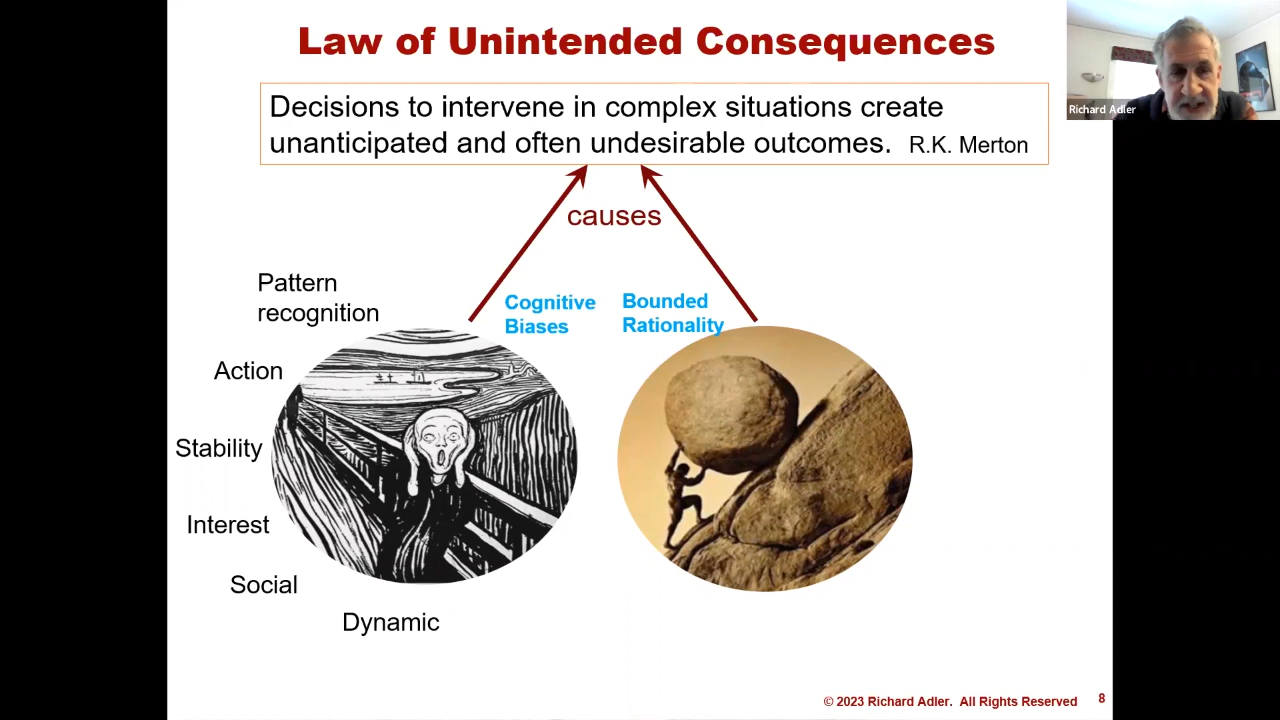 Law of Unintended Consequences
Richard Adler
Decisions to intervene in complex situations create
unanticipated and often undesirable outcomes. R.K. Merton
causes
Cognitive
Biases
Bounded
Rationality
Pattern
recognition
Action
Stability
Interest
Social
Dynamic
© 2023 Richard Adler. All Rights Reserved 8